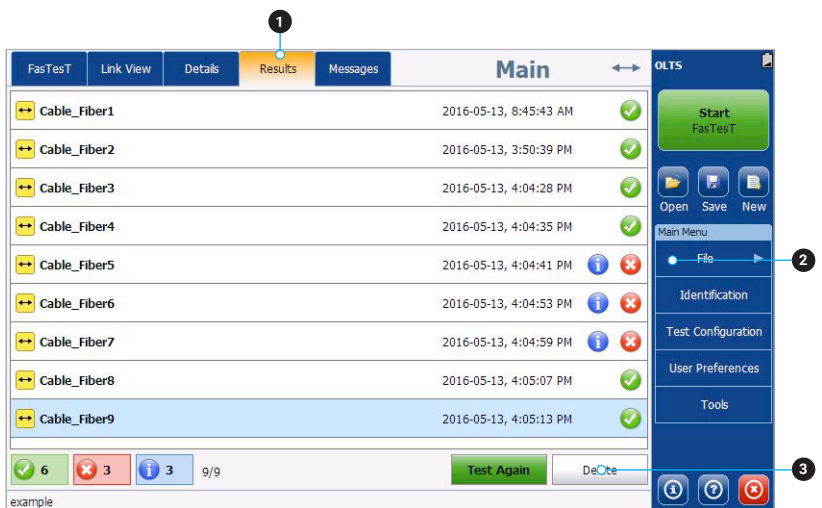 1
FasTesT Link View Details Results Messages Main OLTS
Cable_Fiber1 2016-05-13, 8:45:43 AM
Cable_Fiber2 2016-05-13, 3:50:39 PM
Cable_Fiber3 2016-05-13, 4:04:28 PM
Cable_Fiber4 2016-05-13, 4:04:35 PM
Cable_Fiber5 2016-05-13, 4:04:41 PM
Cable_Fiber6 2016-05-13, 4:04:53 PM
Cable_Fiber7 2016-05-13, 4:04:59 PM
Cable_Fiber8 2016-05-13, 4:05:07 PM
Cable_Fiber9 2016-05-13, 4:05:13 PM
6 3 3 9/9 Test Again Delete
example
Start
FasTesT
Open Save New
Main Menu
File 2
Identification
Test Configuration
User Preferences
Tools
3